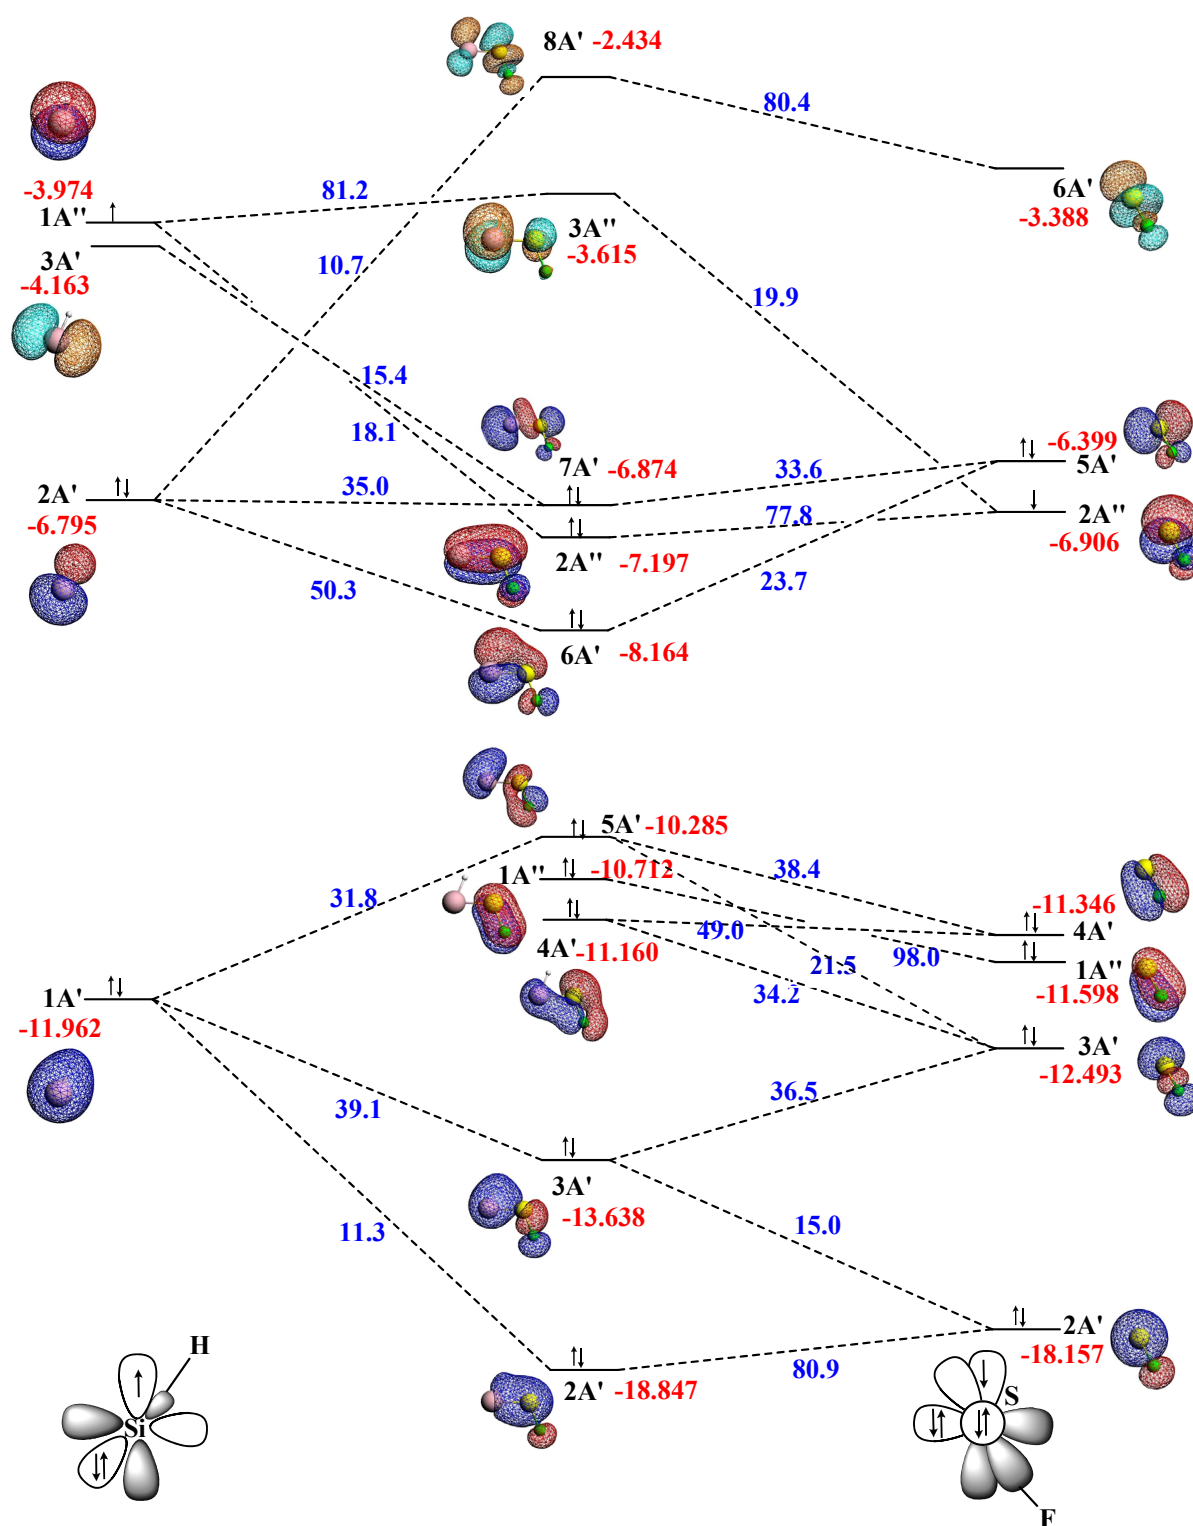 8A' -2.434
80.4
-3.974
1A''
81.2
6A'
-3.388
3A''
-3.615
3A'
-4.163
10.7
19.9
15.4
18.1
7A' -6.874
33.6
-6.399
5A'
2A'
-6.795
35.0
77.8
2A''
-6.906
2A''
-7.197
50.3
23.7
6A' -8.164
5A' -10.285
1A'' -10.712
31.8
38.4
49.0
-11.346
4A'
4A' -11.160
98.0
21.5
1A''
-11.598
34.2
1A'
-11.962
3A'
-12.493
39.1
36.5
3A'
-13.638
11.3
15.0
2A'
-18.157
2A' -18.847
80.9
H
Si
S
F